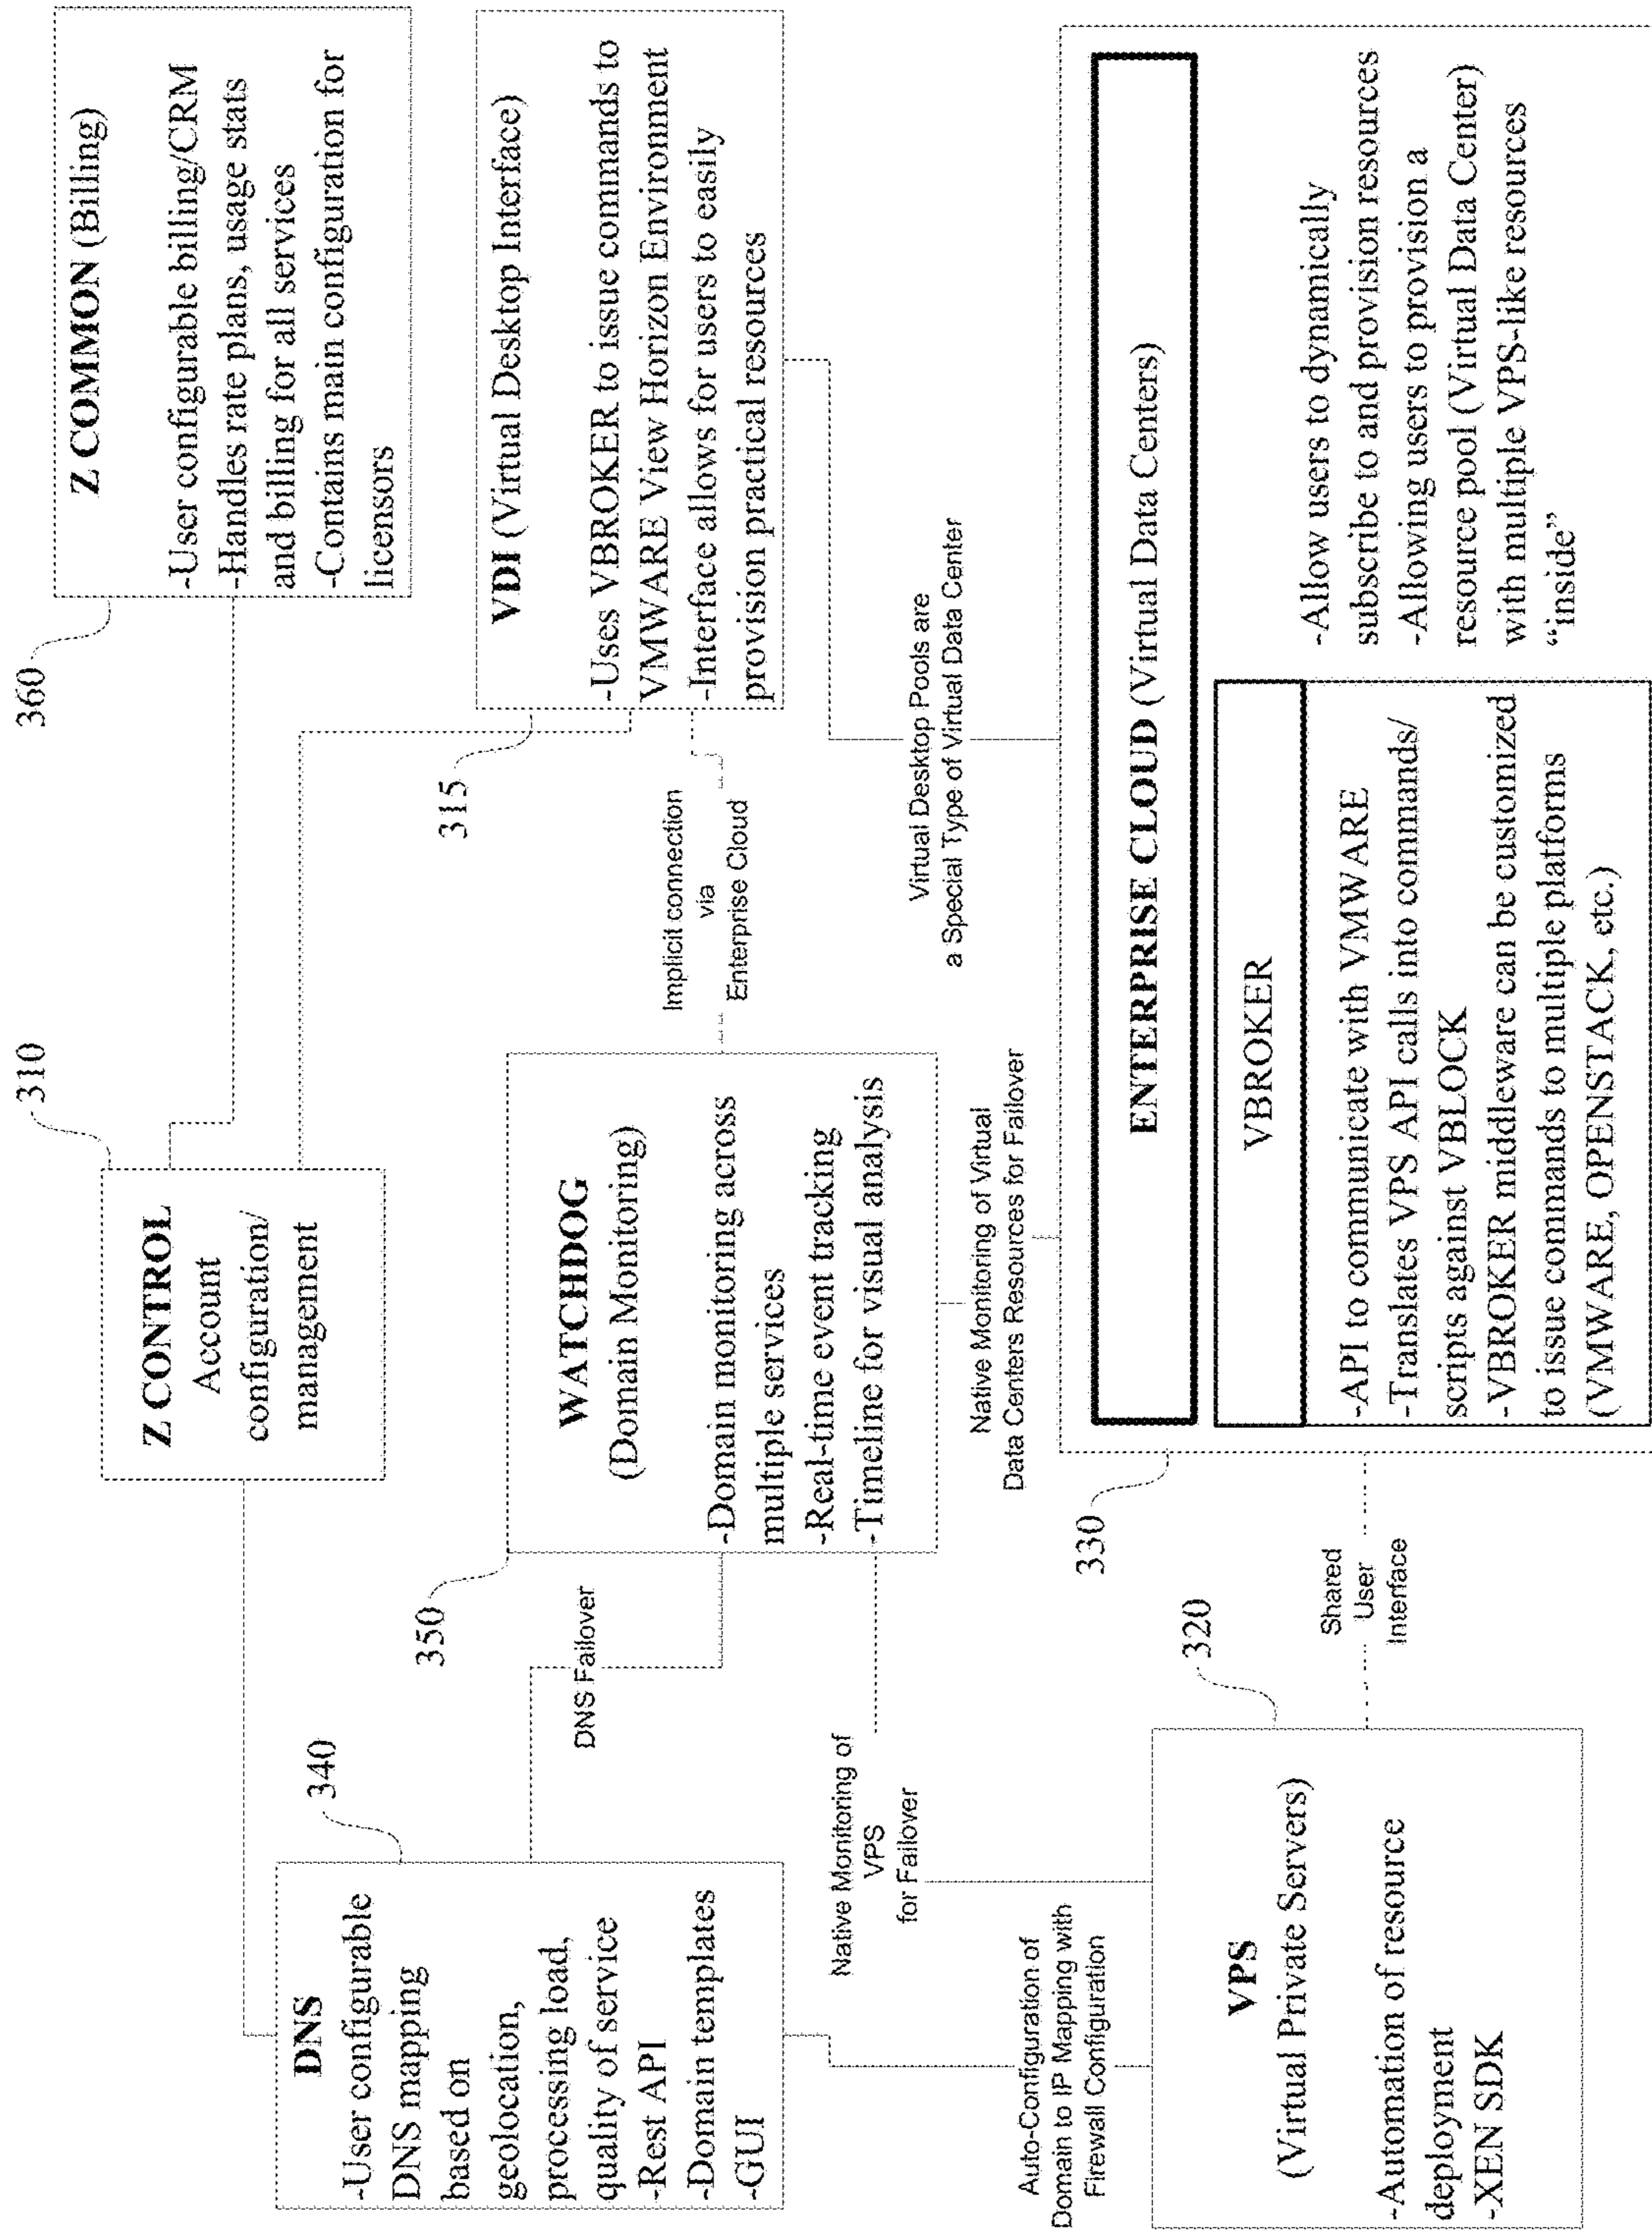 310
Z CONTROL
Account
configuration/
management
360
Z COMMON (Billing)
-User configurable billing/CRM
-Handles rate plans, usage stats
and billing for all services
-Contains main configuration for
licensors
340
DNS
-User configurable
DNS mapping
based on
geolocation,
processing load,
quality of service
-Rest API
-Domain templates
-GUI
DNS Failover
350
WATCHDOG
(Domain Monitoring)
-Domain monitoring across
multiple services
-Real-time event tracking
-Timeline for visual analysis
Implicit connection
via
Enterprise Cloud
315
VDI (Virtual Desktop Interface)
-Uses VBROKER to issue commands to
VMWARE View Horizon Environment
-Interface allows for users to easily
provision practical resources
Native Monitoring of
VPS
for Failover
Auto-Configuration of
Domain to IP Mapping with
Firewall Configuration
Native Monitoring of Virtual
Data Centers Resources for Failover
Virtual Desktop Pools are
a Special Type of Virtual Data Center
320
VPS
(Virtual Private Servers)
-Automation of resource
deployment
-XEN SDK
Shared
User
Interface
330
ENTERPRISE CLOUD (Virtual Data Centers)
VBROKER
-API to communicate with VMWARE
-Translates VPS API calls into commands/
scripts against VBLOCK
-VBROKER middleware can be customized
to issue commands to multiple platforms
(VMWARE, OPENSTACK, etc.)
-Allow users to dynamically
subscribe to and provision resources
-Allowing users to provision a
resource pool (Virtual Data Center)
with multiple VPS-like resources
“inside”